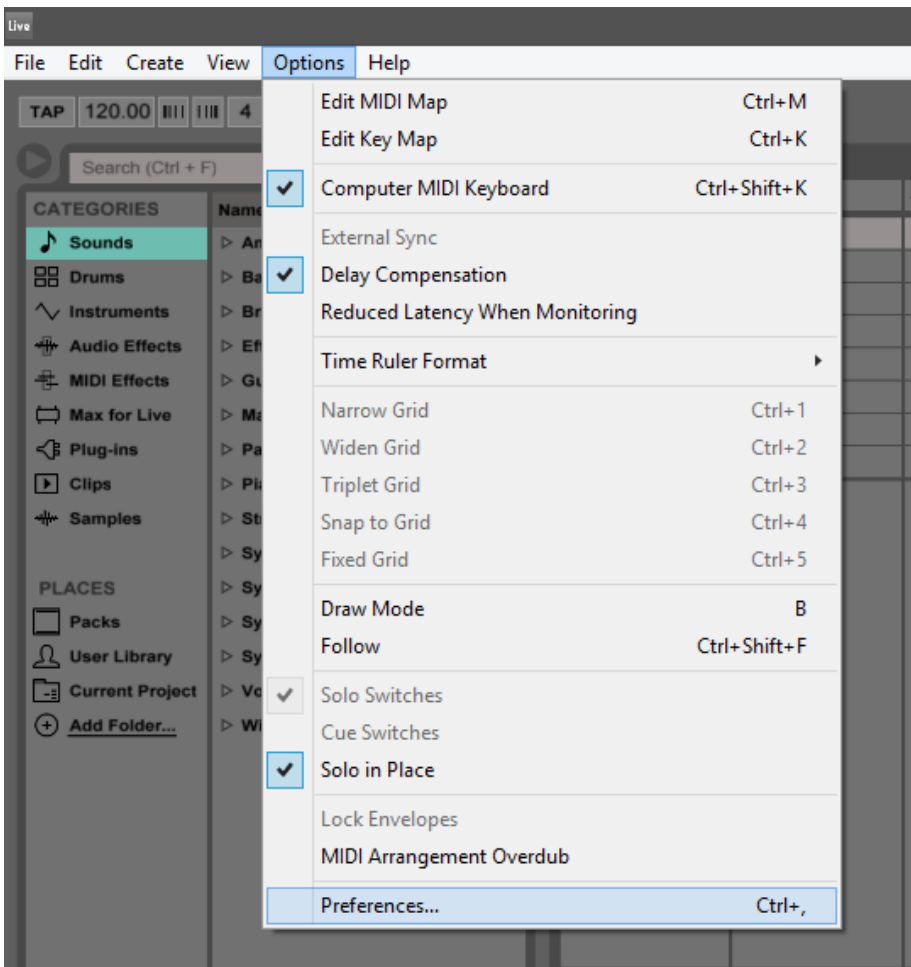 Live
File Edit Create View Options Help
TAP 120.00 4
Search (Ctrl + F)
CATEGORIES
Sounds
Drums
Instruments
Audio Effects
MIDI Effects
Max for Live
Plug-ins
Clips
Samples
PLACES
Packs
User Library
Current Project
Add Folder...
Edit MIDI Map Ctrl+M
Edit Key Map Ctrl+K
Computer MIDI Keyboard Ctrl+Shift+K
External Sync
Delay Compensation
Reduced Latency When Monitoring
Time Ruler Format
Narrow Grid Ctrl+1
Widen Grid Ctrl+2
Triplet Grid Ctrl+3
Snap to Grid Ctrl+4
Fixed Grid Ctrl+5
Draw Mode B
Follow Ctrl+Shift+F
Solo Switches
Cue Switches
Solo in Place
Lock Envelopes
MIDI Arrangement Overdub
Preferences... Ctrl+,